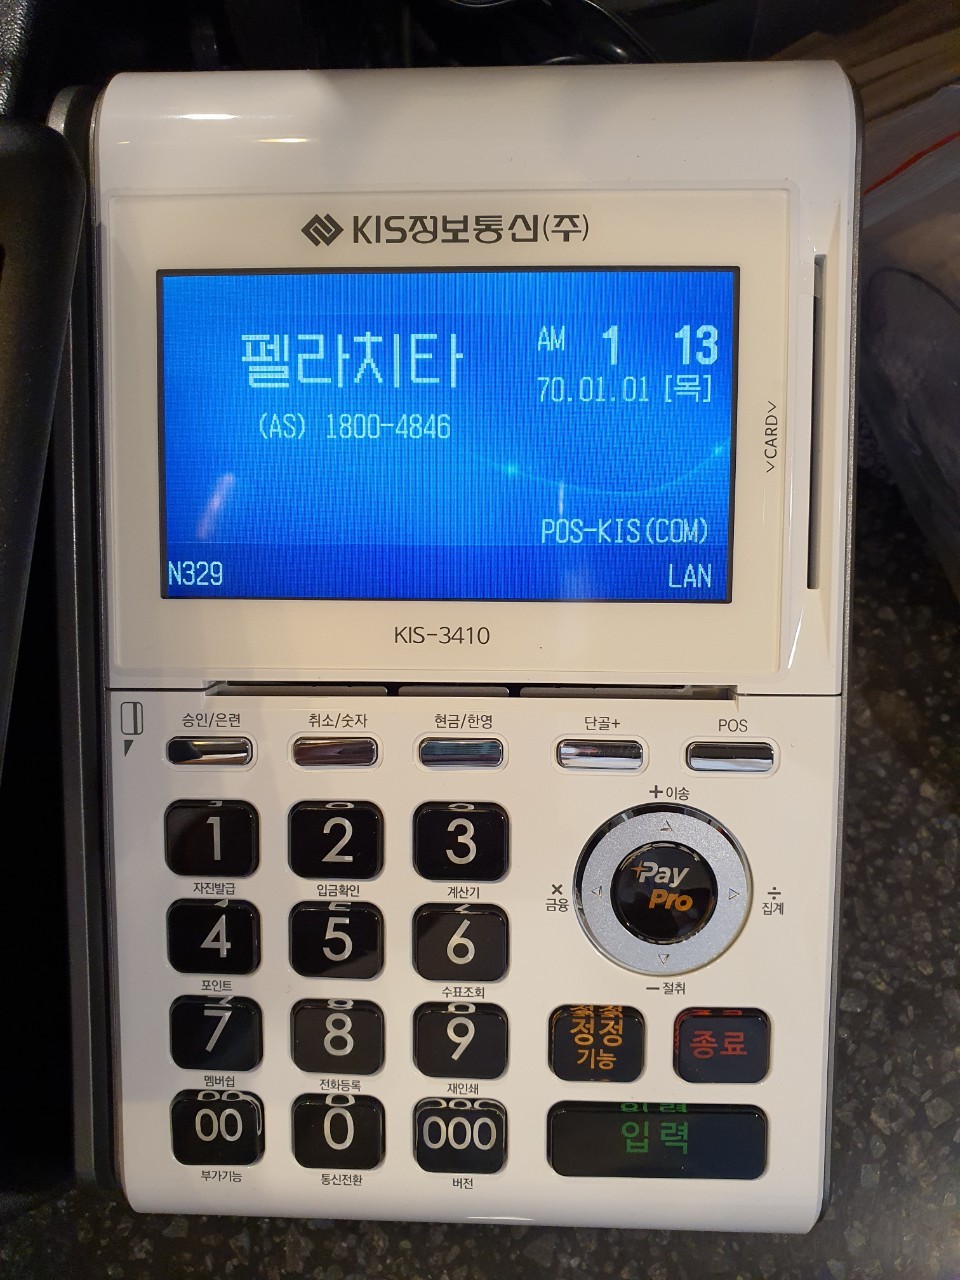 KIS정보통신(주)
펠라치타
AM 1 13
70.01.01 [목]
(AS) 1800-4846
<CARD>
POS-KIS(COM)
N329
LAN
KIS-3410
승인/은련
취소/숫자
현금/한영
단골+
POS
+이송
1
2
3
Pay
Pro
×
금융
÷
집계
자진발급
입금확인
계산기
4
5
6
-절취
포인트
수표조회
7
8
9
정정
기능
종료
멤버쉽
전화등록
재인쇄
00
0
000
입력
부가기능
통신전환
버전